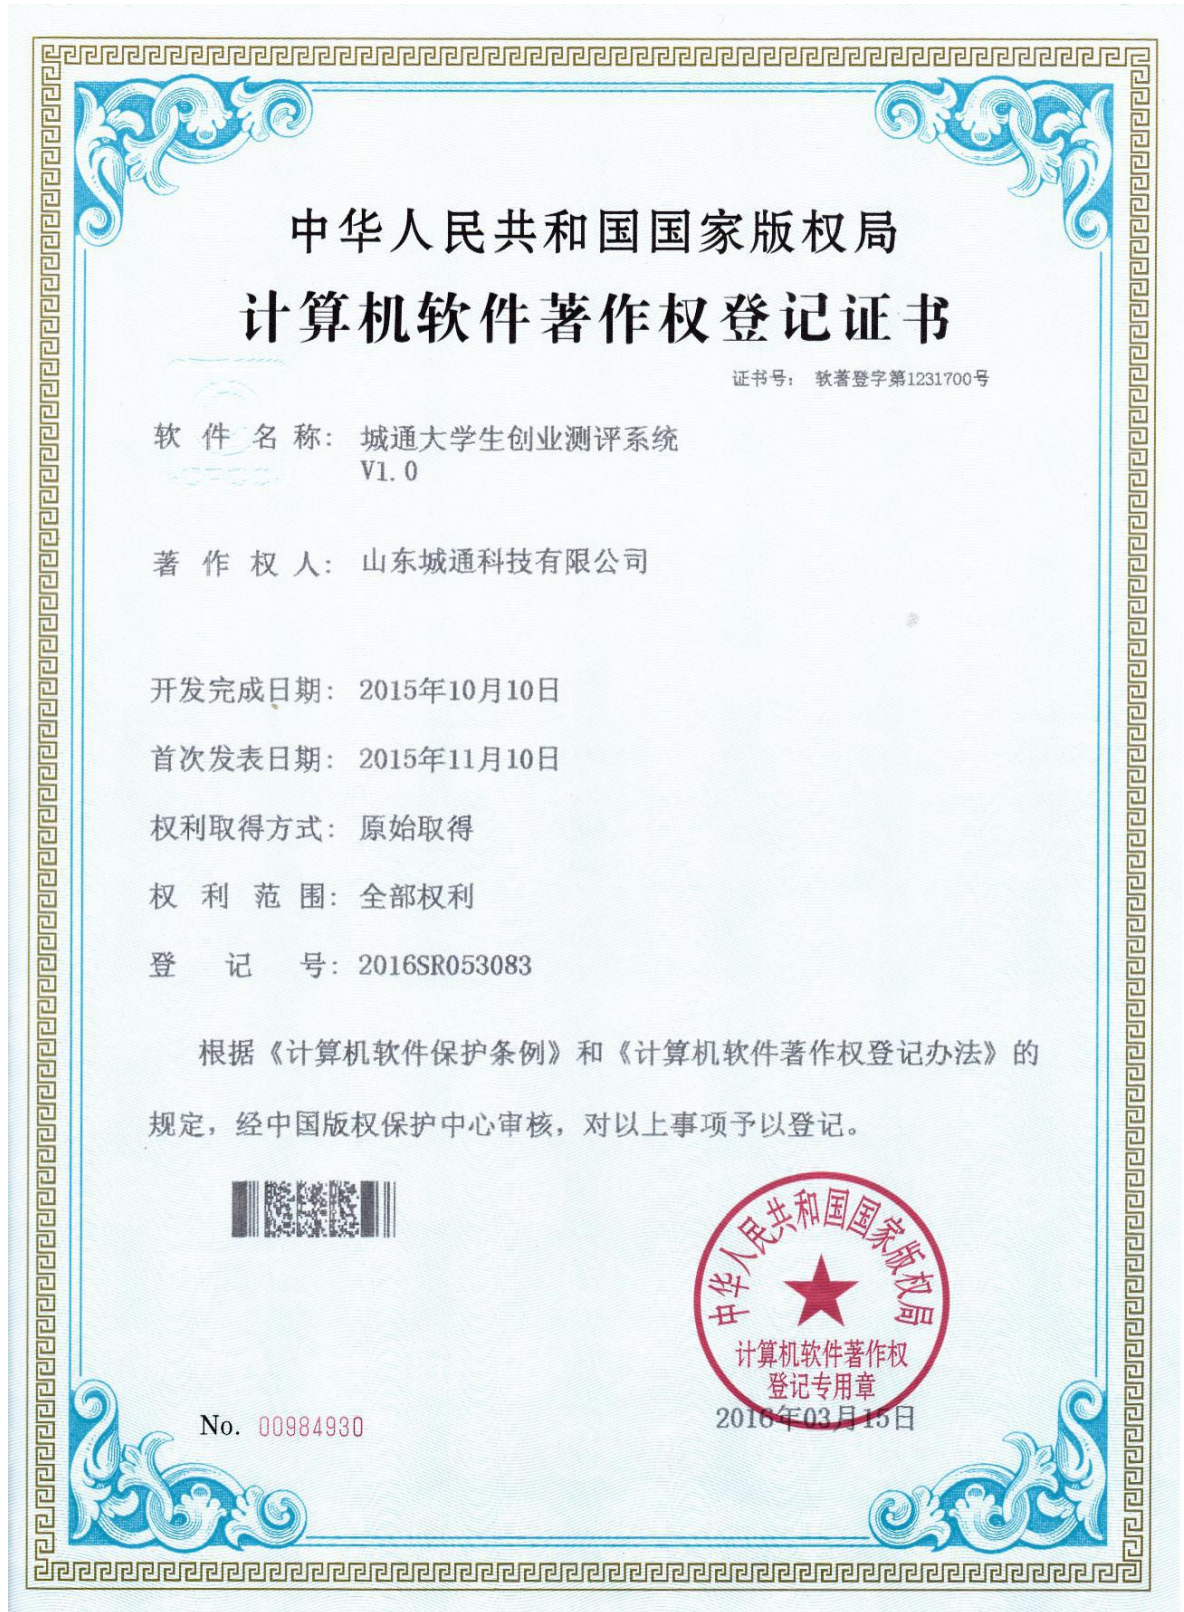 中华人民共和国国家版权局
计算机软件著作权登记证书
证书号： 软著登字第1231700号
软件名称： 城通大学生创业测评系统
V1.0
著作权人： 山东城通科技有限公司
开发完成日期： 2015年10月10日
首次发表日期： 2015年11月10日
权利取得方式： 原始取得
权利范围： 全部权利
登记号： 2016SR053083
根据《计算机软件保护条例》和《计算机软件著作权登记办法》的
规定，经中国版权保护中心审核，对以上事项予以登记。
中华人民共和国国家版权局
计算机软件著作权
登记专用章
2016年03月15日
No. 00984930